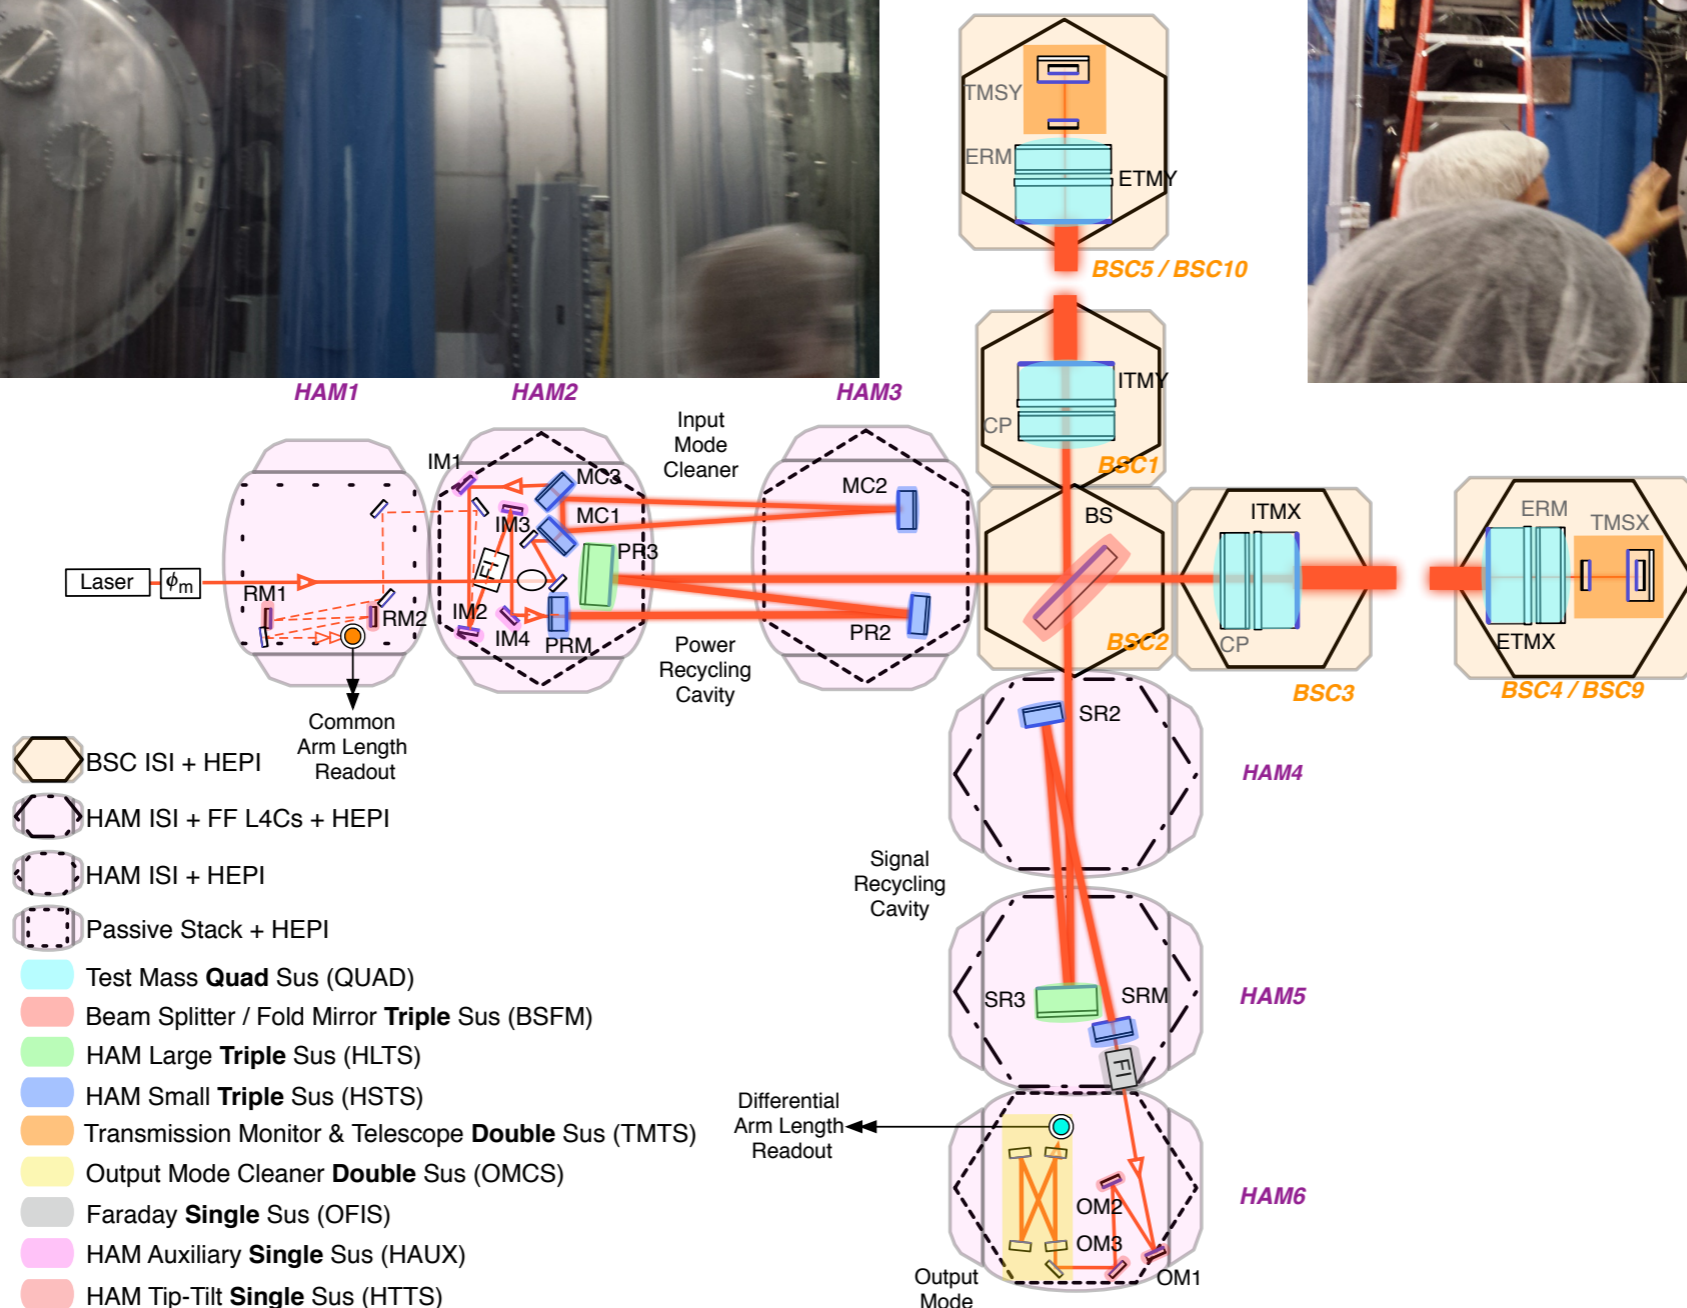 TMSY
ERM
ETMY
BSC5 / BSC10
ITMY
CP
BSC1
HAM1
HAM2
HAM3
Input
Mode
Cleaner
IM1
MC3
MC2
MC1
IM3
FI
PR3
Laser
ϕm
RM1
RM2
IM2
IM4
PRM
PR2
Power
Recycling
Cavity
BS
BSC2
ITMX
CP
BSC3
ERM
TMSX
ETMX
BSC4 / BSC9
Common
Arm Length
Readout
SR2
HAM4
Signal
Recycling
Cavity
SR3
SRM
HAM5
FI
Differential
Arm Length
Readout
OM2
OM3
OM1
HAM6
Output
Mode
BSC ISI + HEPI
HAM ISI + FF L4Cs + HEPI
HAM ISI + HEPI
Passive Stack + HEPI
Test Mass Quad Sus (QUAD)
Beam Splitter / Fold Mirror Triple Sus (BSFM)
HAM Large Triple Sus (HLTS)
HAM Small Triple Sus (HSTS)
Transmission Monitor & Telescope Double Sus (TMTS)
Output Mode Cleaner Double Sus (OMCS)
Faraday Single Sus (OFIS)
HAM Auxiliary Single Sus (HAUX)
HAM Tip-Tilt Single Sus (HTTS)